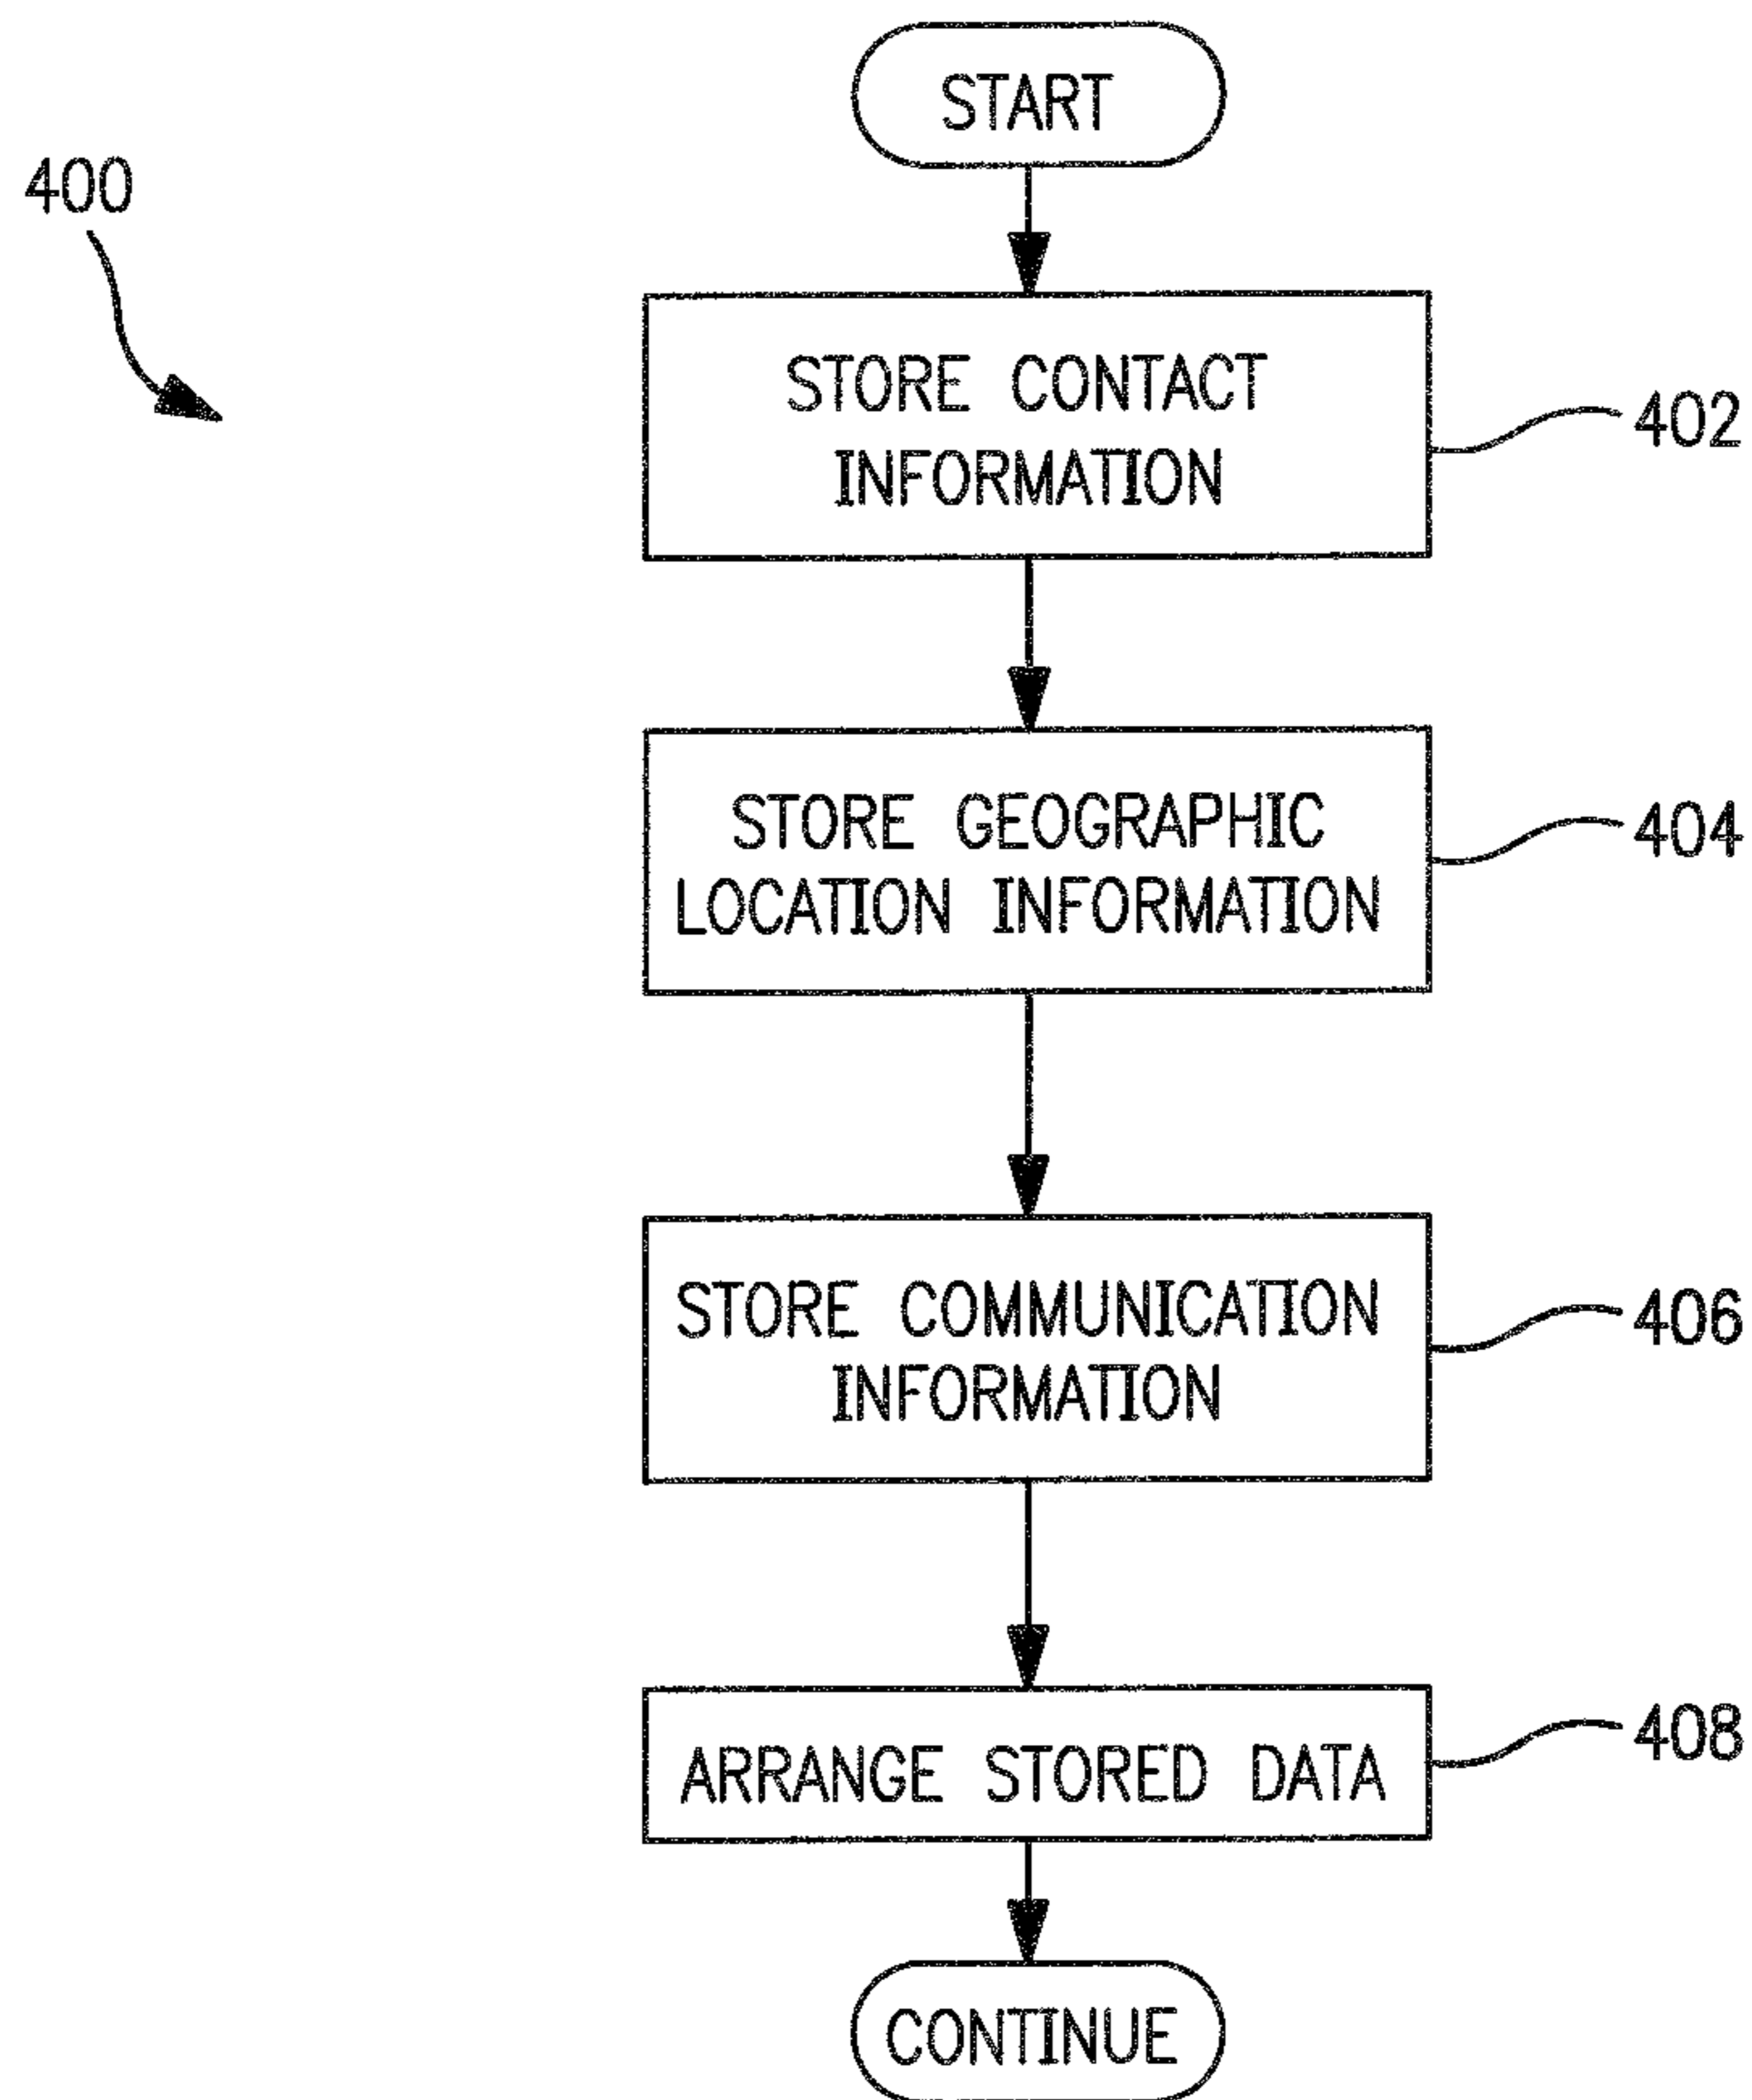 START
400
STORE CONTACT
INFORMATION
402
STORE GEOGRAPHIC
LOCATION INFORMATION
404
STORE COMMUNICATION
INFORMATION
406
ARRANGE STORED DATA
408
CONTINUE